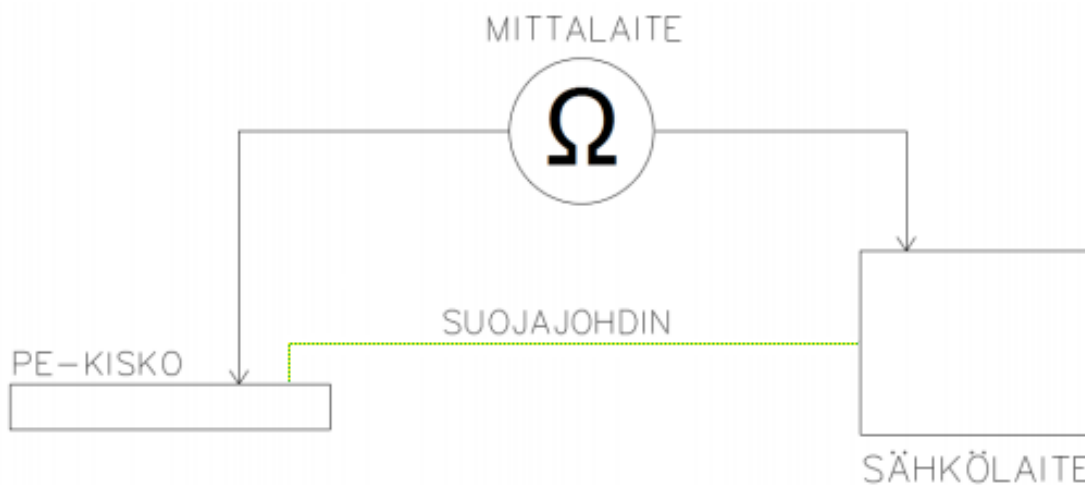 MITTALAITE
Ω
SUOJAJOHDIN
PE-KISKO
SÄHKÖLAITE